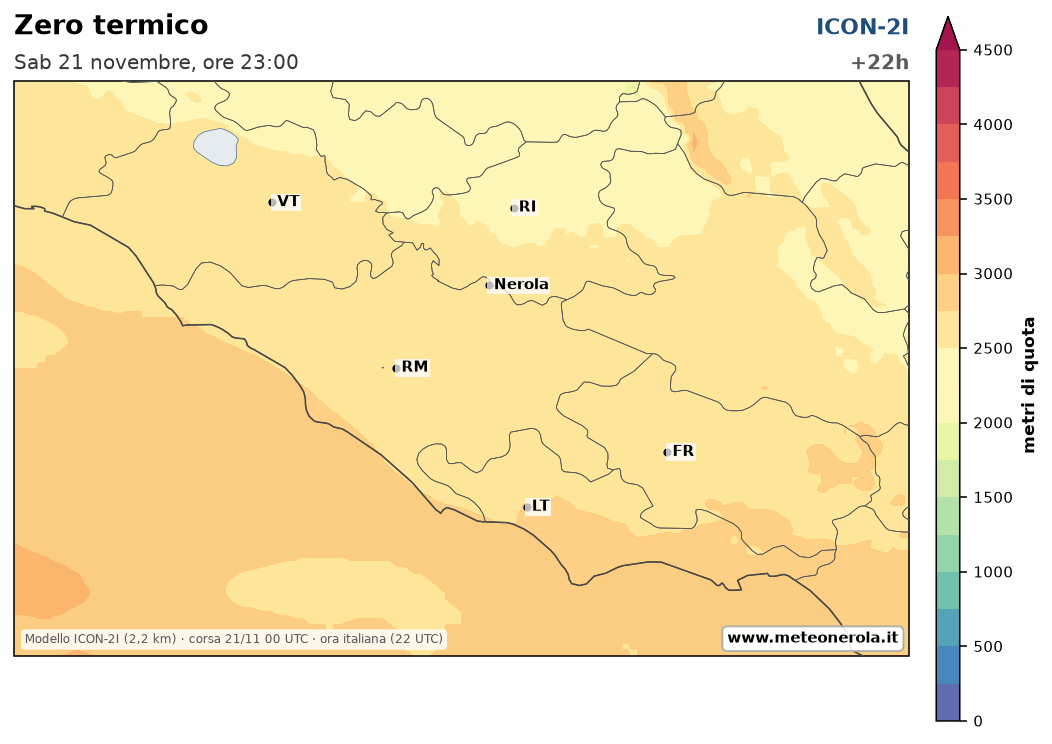 Zero termico
ICON-2I
Sab 21 novembre, ore 23:00
+22h
4500
4000
3500
3000
2500
2000
1500
1000
500
0
metri di quota
VT
RI
Nerola
RM
FR
LT
Modello ICON-2I (2,2 km) · corsa 21/11 00 UTC · ora italiana (22 UTC)
www.meteonerola.it